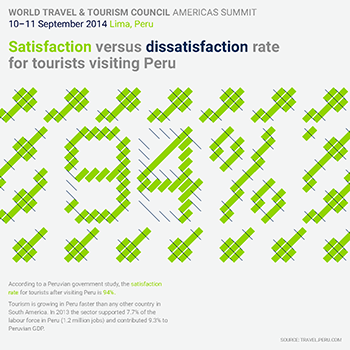 WORLD TRAVEL & TOURISM COUNCIL AMERICAS SUMMIT
10–11 September 2014 Lima, Peru
Satisfaction versus dissatisfaction rate
for tourists visiting Peru
94%
According to a Peruvian government study, the satisfaction
rate for tourists after visiting Peru is 94%.
Tourism is growing in Peru faster than any other country in
South America. In 2013 the sector supported 7.7% of the
labour force in Peru (1.2 million jobs) and contributed 9.3% to
Peruvian GDP.
SOURCE: TRAVEL.PERU.COM